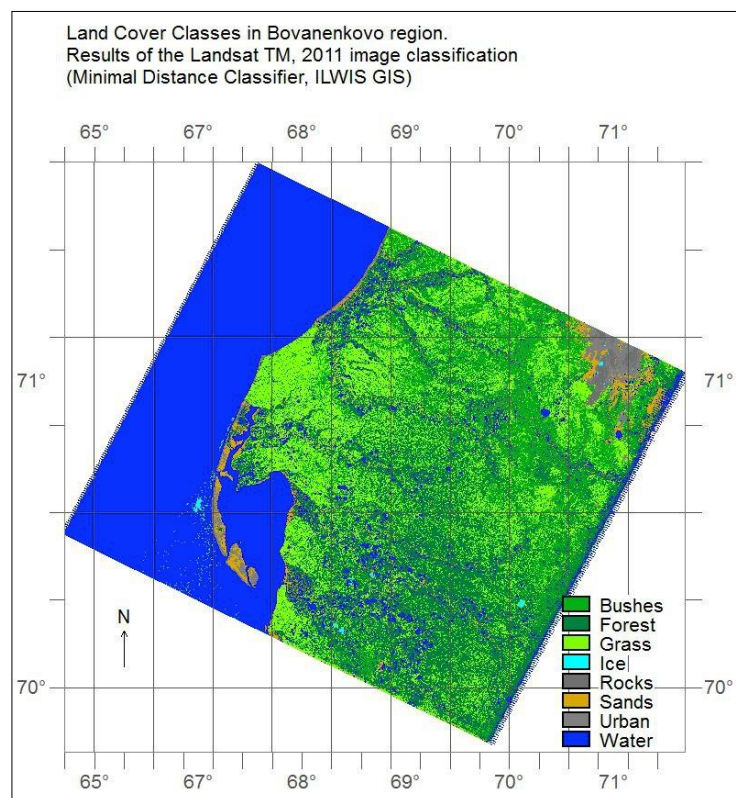 Land Cover Classes in Bovanenkovo region.
Results of the Landsat TM, 2011 image classification
(Minimal Distance Classifier, ILWIS GIS)
65° 67° 68° 69° 70° 71°
71° 71°
N
Bushes
Forest
Grass
Ice
Rocks
Sands
Urban
Water
70° 70°
65° 67° 68° 69° 70° 71°